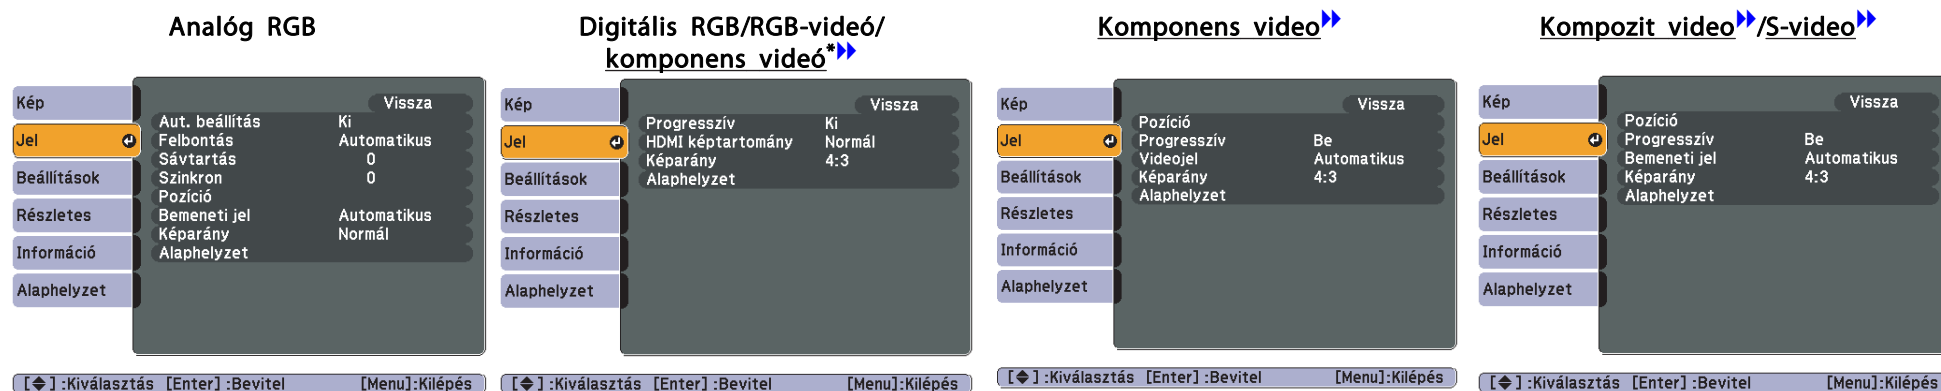 Analóg RGB
Kép
Jel
Beállítások
Részletes
Információ
Alaphelyzet
Vissza
Aut. beállítás Ki
Felbontás Automatikus
Sávtartás 0
Szinkron 0
Pozíció
Bemeneti jel Automatikus
Képarány Normál
Alaphelyzet
[ ] :Kiválasztás [Enter] :Bevitel [Menu]:Kilépés
Digitális RGB/RGB-videó/
komponens videó*
Kép
Jel
Beállítások
Részletes
Információ
Alaphelyzet
Vissza
Progresszív Ki
HDMI képtartomány Normál
Képarány 4:3
Alaphelyzet
[ ] :Kiválasztás [Enter] :Bevitel [Menu]:Kilépés
Komponens video
Kép
Jel
Beállítások
Részletes
Információ
Alaphelyzet
Vissza
Pozíció
Progresszív Be
Videojel Automatikus
Képarány 4:3
Alaphelyzet
[ ] :Kiválasztás [Enter] :Bevitel [Menu]:Kilépés
Kompozit video/S-video
Kép
Jel
Beállítások
Részletes
Információ
Alaphelyzet
Vissza
Pozíció
Progresszív Be
Bemeneti jel Automatikus
Képarány 4:3
Alaphelyzet
[ ] :Kiválasztás [Enter] :Bevitel [Menu]:Kilépés